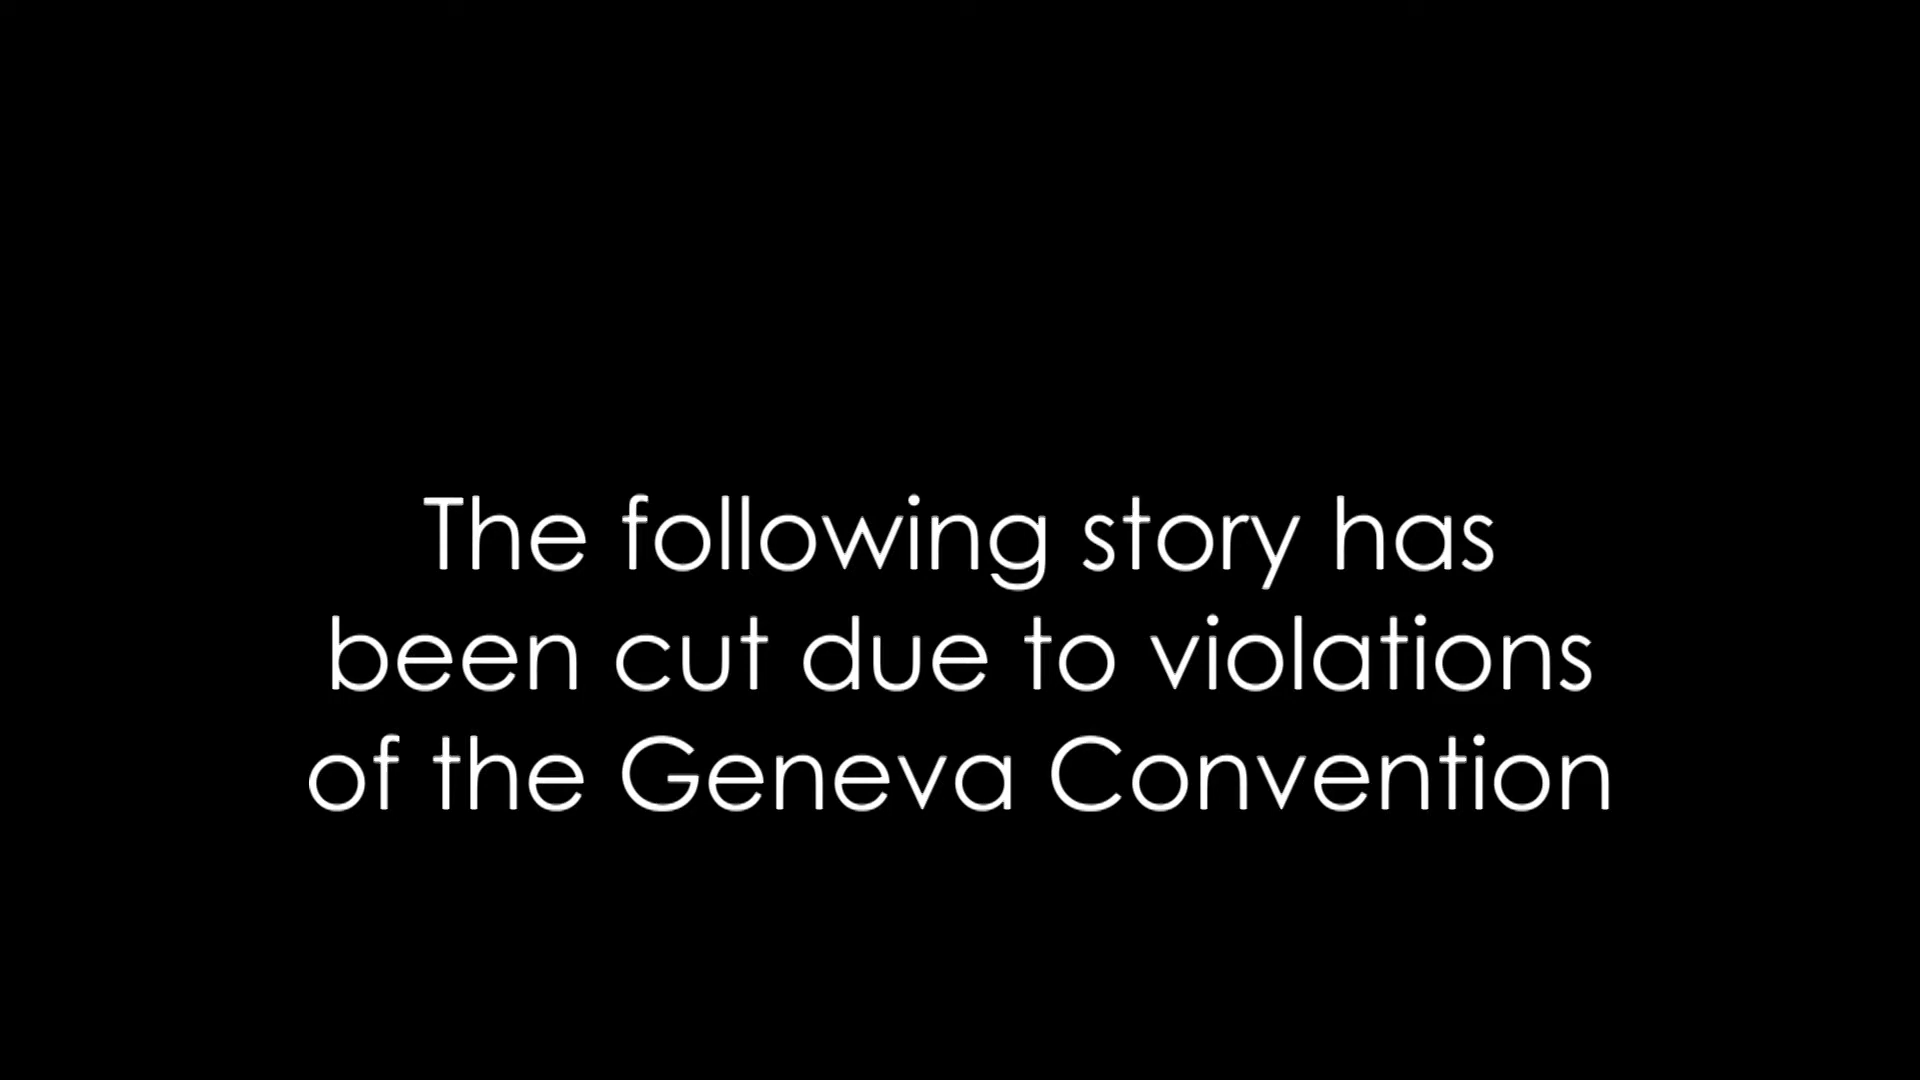 The following story has
been cut due to violations
of the Geneva Convention